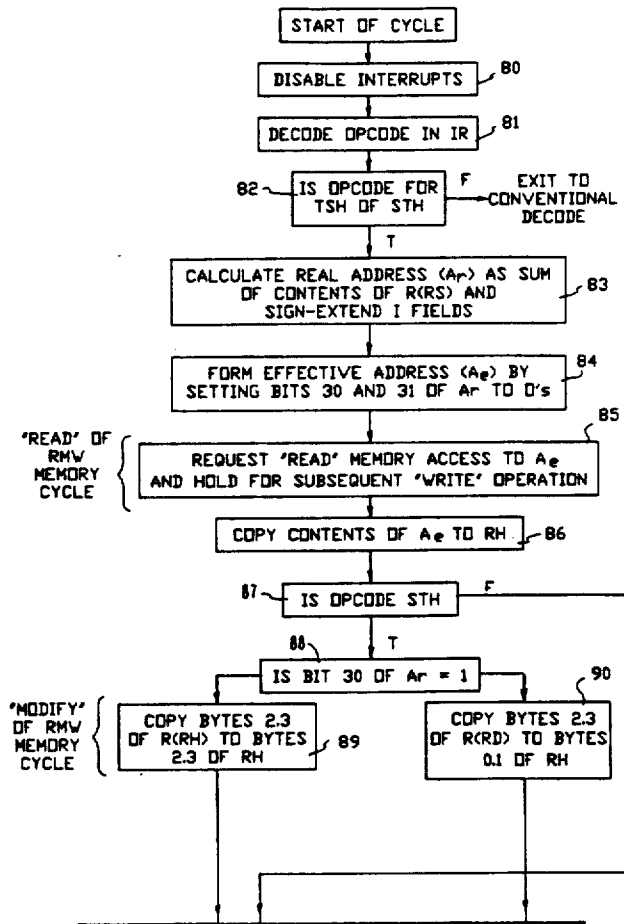 START OF CYCLE
80
DISABLE INTERRUPTS
81
DECODE OPCODE IN IR
82
IS OPCODE FOR
TSH OF STH
F
EXIT TO
CONVENTIONAL
DECODE
T
CALCULATE REAL ADDRESS (Ar) AS SUM
OF CONTENTS OF R(RS) AND
SIGN-EXTEND I FIELDS
83
84
FORM EFFECTIVE ADDRESS (Ae) BY
SETTING BITS 30 AND 31 OF Ar TO 0's
85
"READ" OF
RMW
MEMORY
CYCLE
REQUEST "READ" MEMORY ACCESS TO Ae
AND HOLD FOR SUBSEQUENT "WRITE" OPERATION
COPY CONTENTS OF Ae TO RH
86
87
IS OPCODE STH
F
T
88
IS BIT 30 OF Ar = 1
90
"MODIFY"
OF RMW
MEMORY
CYCLE
COPY BYTES 2.3
OF R(RH) TO BYTES
2.3 OF RH
89
COPY BYTES 2.3
OF R(RD) TO BYTES
0.1 OF RH